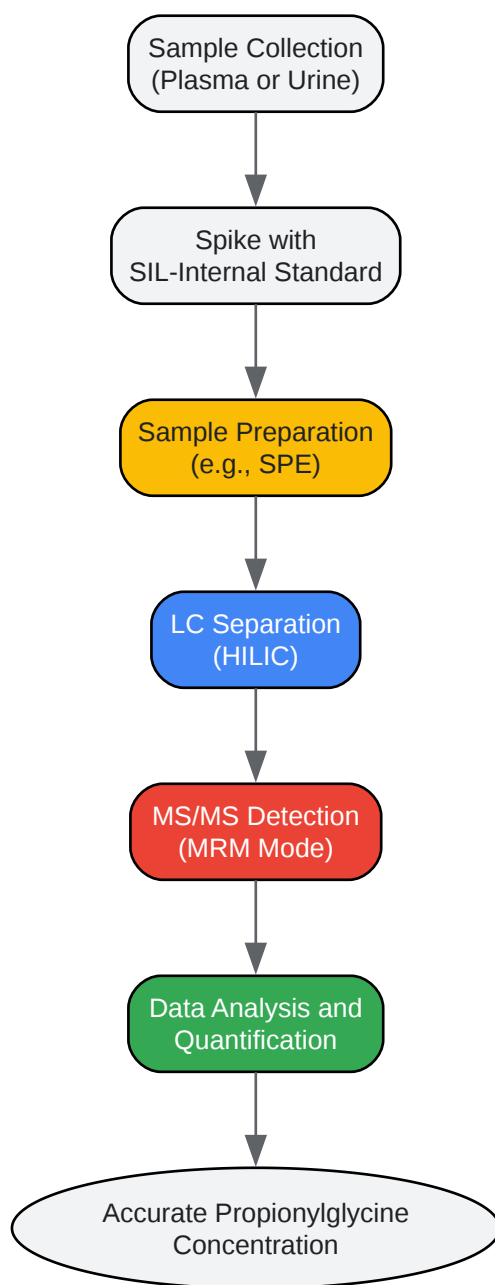 Sample Collection
(Plasma or Urine)
Spike with
SIL-Internal Standard
Sample Preparation
(e.g., SPE)
LC Separation
(HILIC)
MS/MS Detection
(MRM Mode)
Data Analysis and
Quantification
Accurate Propionylglycine
Concentration